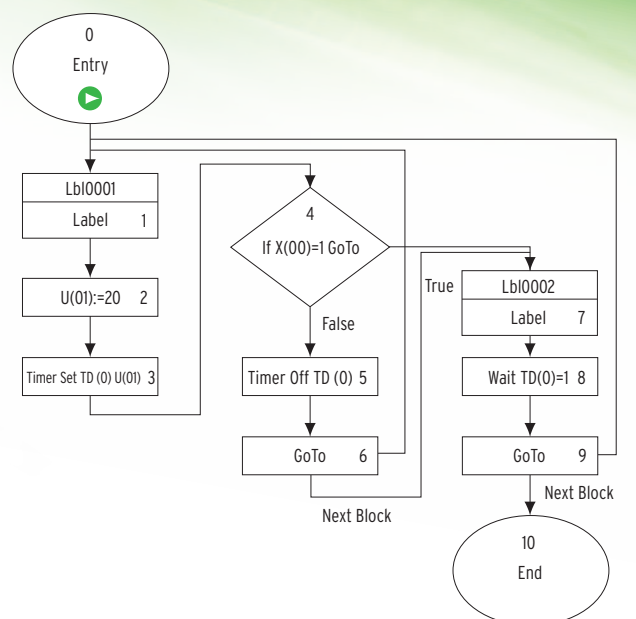 0
Entry
Lbl0001
Label 1
U(01):=20 2
Timer Set TD (0) U(01) 3
4
If X(00)=1 GoTo
True
False
Timer Off TD (0) 5
GoTo 6
Next Block
Lbl0002
Label 7
Wait TD(0)=1 8
GoTo 9
Next Block
10
End